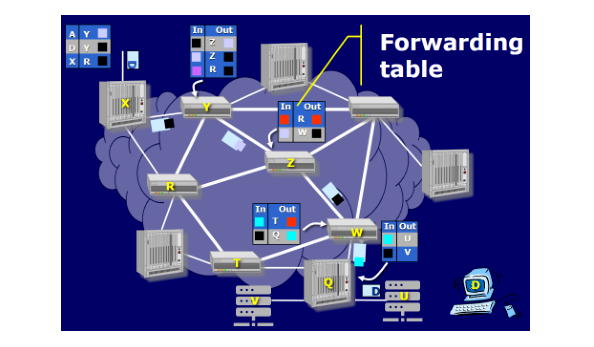 Forwarding
table
A Y
D Y
X R
In Out
Z
Z
R
In Out
R
W
In Out
T
Q
In Out
U
V
X
Y
Z
R
W
T
Q
V
U
D
D
D